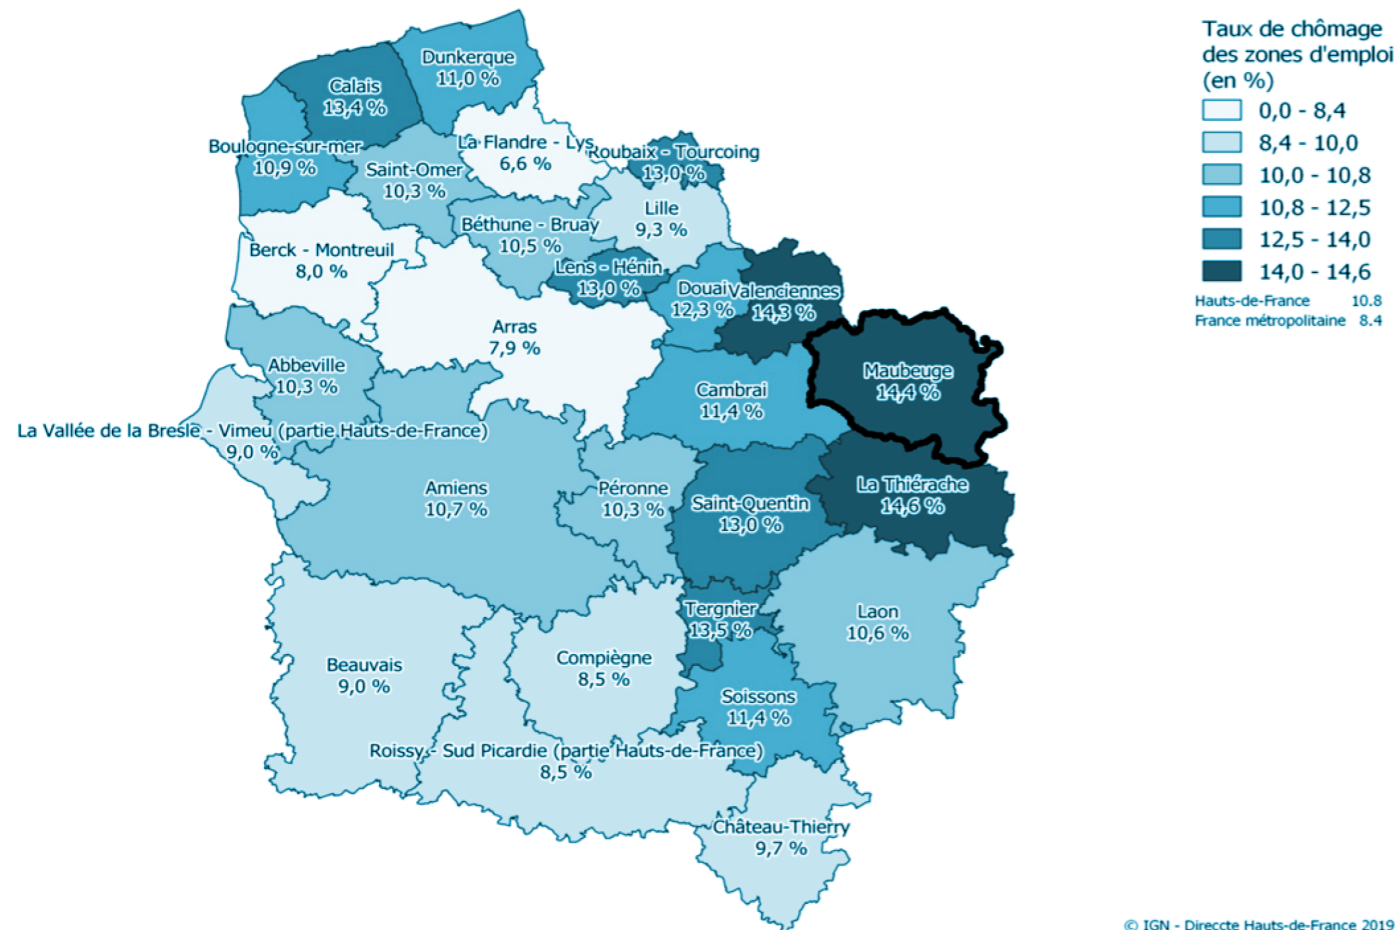 Taux de chômage
des zones d'emploi
(en %)
0,0 - 8,4
8,4 - 10,0
10,0 - 10,8
10,8 - 12,5
12,5 - 14,0
14,0 - 14,6
Hauts-de-France 10.8
France métropolitaine 8.4
Dunkerque
11,0 %
Calais
13,4 %
Boulogne-sur-mer
10,9 %
La Flandre - Lys
6,6 %
Roubaix - Tourcoing
13,0 %
Saint-Omer
10,3 %
Lille
9,3 %
Béthune - Bruay
10,5 %
Berck - Montreuil
8,0 %
Lens - Hénin
13,0 %
Douai
12,3 %
Valenciennes
14,3 %
Arras
7,9 %
Abbeville
10,3 %
Maubeuge
14,4 %
Cambrai
11,4 %
La Vallée de la Bresle - Vimeu (partie Hauts-de-France)
9,0 %
Amiens
10,7 %
Péronne
10,3 %
Saint-Quentin
13,0 %
La Thiérache
14,6 %
Tergnier
13,5 %
Laon
10,6 %
Beauvais
9,0 %
Compiègne
8,5 %
Soissons
11,4 %
Roissy - Sud Picardie (partie Hauts-de-France)
8,5 %
Château-Thierry
9,7 %
© IGN - Direccte Hauts-de-France 2019